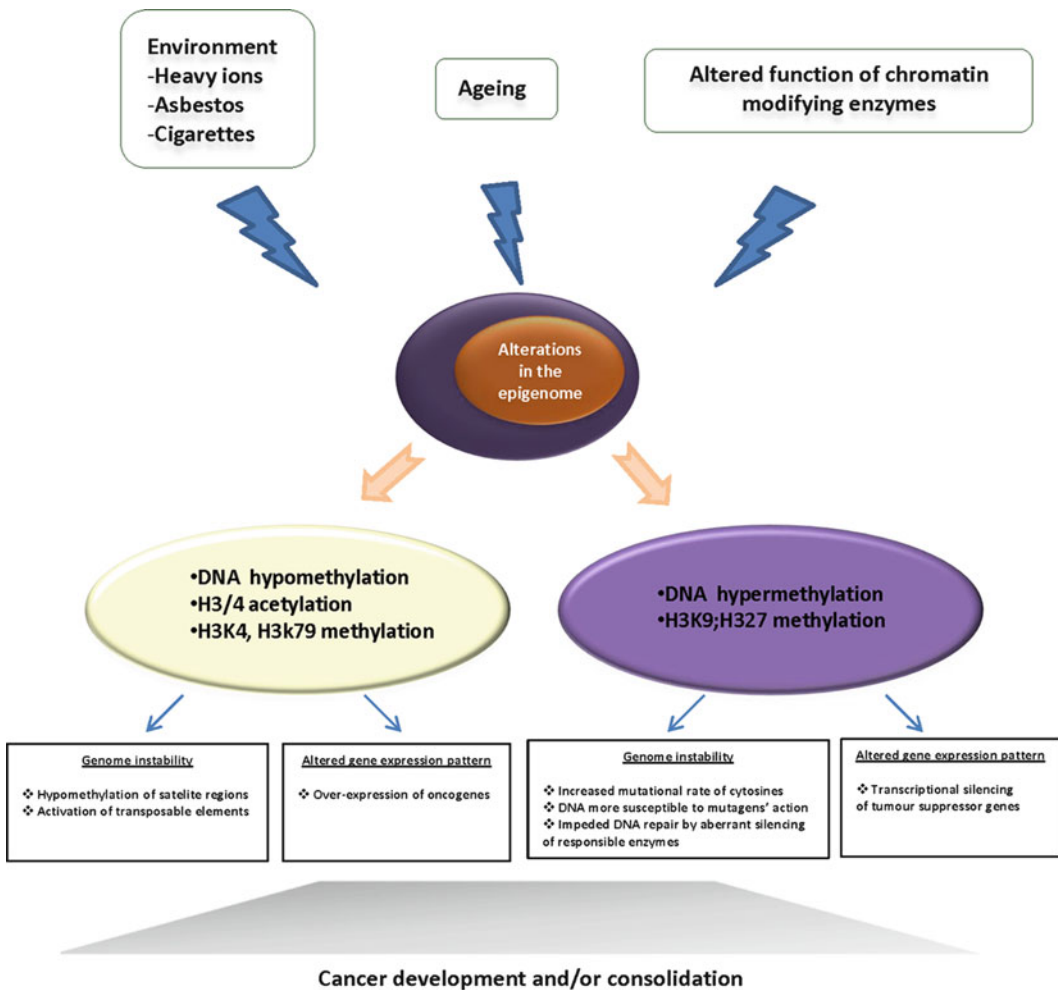 Environment
-Heavy ions
-Asbestos
-Cigarettes
Ageing
Altered function of chromatin
modifying enzymes
Alterations
in the
epigenome
•DNA hypomethylation
•H3/4 acetylation
•H3K4, H3k79 methylation
•DNA hypermethylation
•H3K9;H327 methylation
Genome instability
❖ Hypomethylation of satelite regions
❖ Activation of transposable elements
Altered gene expression pattern
❖ Over-expression of oncogenes
Genome instability
❖ Increased mutational rate of cytosines
❖ DNA more susceptible to mutagens' action
❖ Impeded DNA repair by aberrant silencing
of responsible enzymes
Altered gene expression pattern
❖ Transcriptional silencing
of tumour suppressor genes
Cancer development and/or consolidation